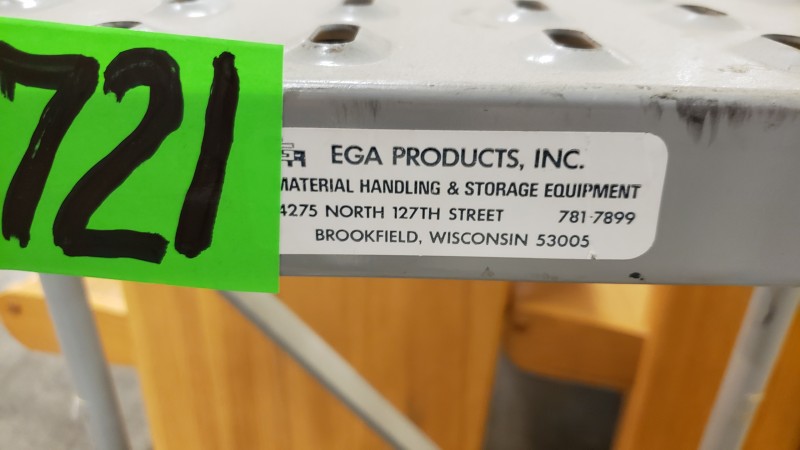 721
EGA PRODUCTS, INC.
MATERIAL HANDLING & STORAGE EQUIPMENT
4275 NORTH 127TH STREET 781-7899
BROOKFIELD, WISCONSIN 53005